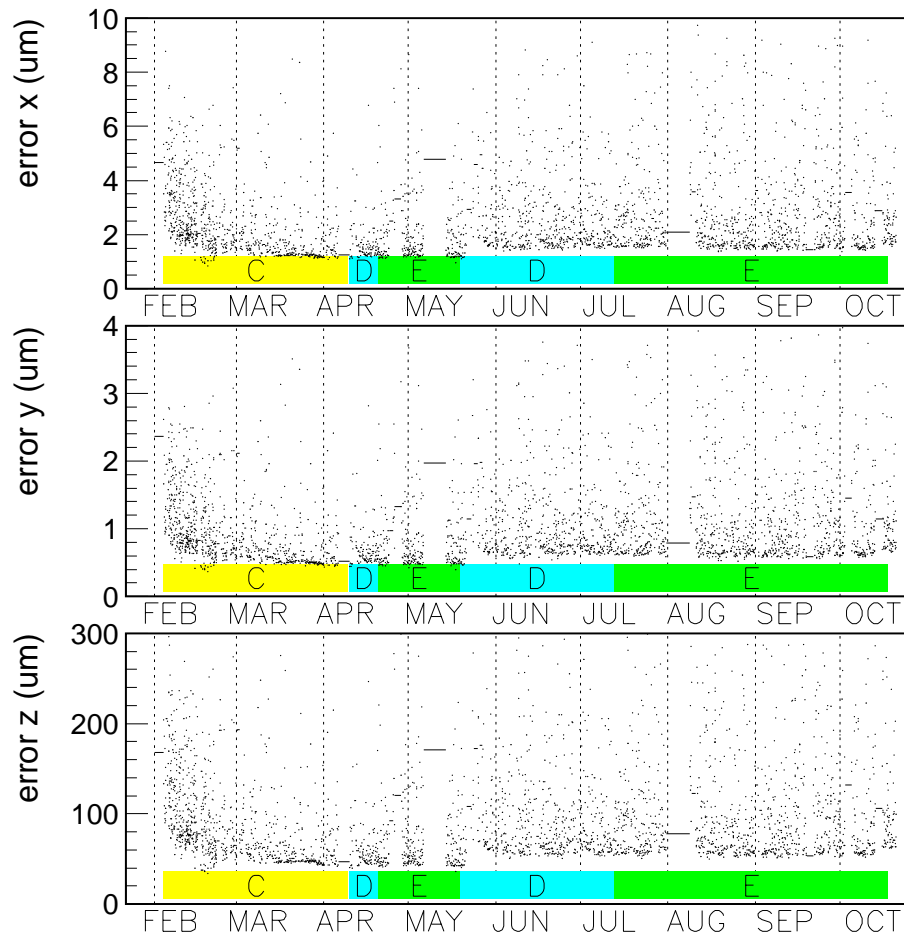 10
8
6
4
2
0
error x (um)
C D E D E
FEB MAR APR MAY JUN JUL AUG SEP OCT
4
3
2
1
0
error y (um)
C D E D E
FEB MAR APR MAY JUN JUL AUG SEP OCT
300
200
100
0
error z (um)
C D E D E
FEB MAR APR MAY JUN JUL AUG SEP OCT